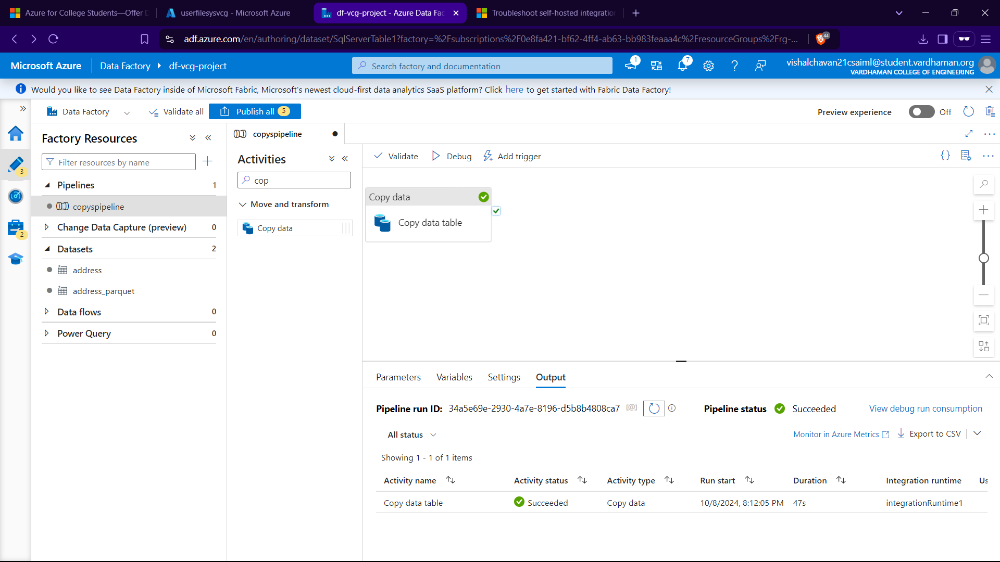 Azure for College Students—Offer D
userfilesysvcg - Microsoft Azure
df-vcg-project - Azure Data Fac
Troubleshoot self-hosted integration
adf.azure.com/en/authoring/dataset/SqlServerTable1?factory=%2Fsubscriptions%2F0e8fa421-bf62-4ff4-ab63-bb983feaaa4c%2FresourceGroups%2Frg-...
44
Microsoft Azure
Data Factory
df-vcg-project
Search factory and documentation
1
7
vishalchavan21csaiml@student.vardhaman.org
VARDHAMAN COLLEGE OF ENGINEERING
Would you like to see Data Factory inside of Microsoft Fabric, Microsoft's newest cloud-first data analytics SaaS platform? Click here to get started with Fabric Data Factory!
Data Factory
Validate all
Publish all 5
Preview experience
Off
3
2
Factory Resources
Filter resources by name
Pipelines 1
copyspipeline
Change Data Capture (preview) 0
Datasets 2
address
address_parquet
Data flows 0
Power Query 0
copyspipeline
Activities
cop
Move and transform
Copy data
Validate
Debug
Add trigger
Copy data
Copy data table
Parameters
Variables
Settings
Output
Pipeline run ID: 34a5e69e-2930-4a7e-8196-d5b8b4808ca7
Pipeline status Succeeded
View debug run consumption
All status
Monitor in Azure Metrics
Export to CSV
Showing 1 - 1 of 1 items
Activity name Activity status Activity type Run start Duration Integration runtime Us
Copy data table Succeeded Copy data 10/8/2024, 8:12:05 PM 47s integrationRuntime1